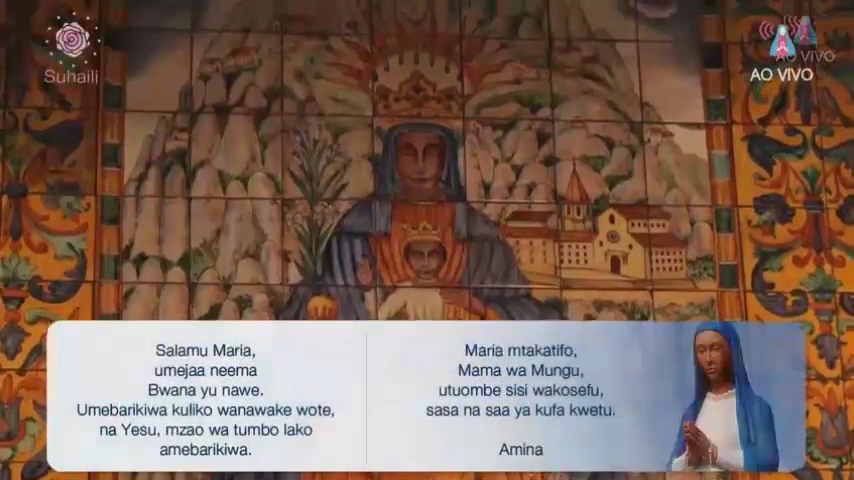 Suhaili
AO VIVO
AO VIVO
Salamu Maria,
umejaa neema
Bwana yu nawe.
Umebarikiwa kuliko wanawake wote,
na Yesu, mzao wa tumbo lako
amebarikiwa.
Maria mtakatifo,
Mama wa Mungu,
utuombe sisi wakosefu,
sasa na saa ya kufa kwetu.
Amina